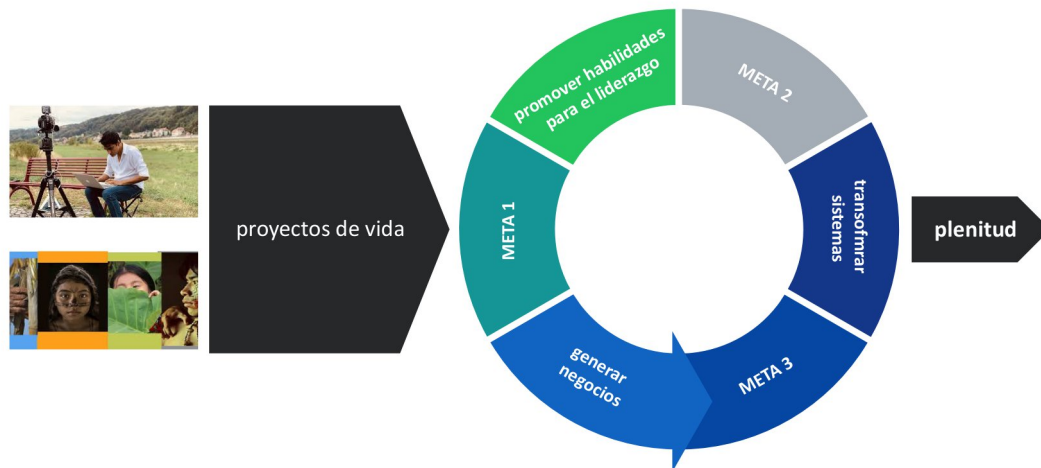 proyectos de vida
META 1
promover habilidades
para el liderazgo
META 2
transofmrar
sistemas
META 3
generar
negocios
plenitud